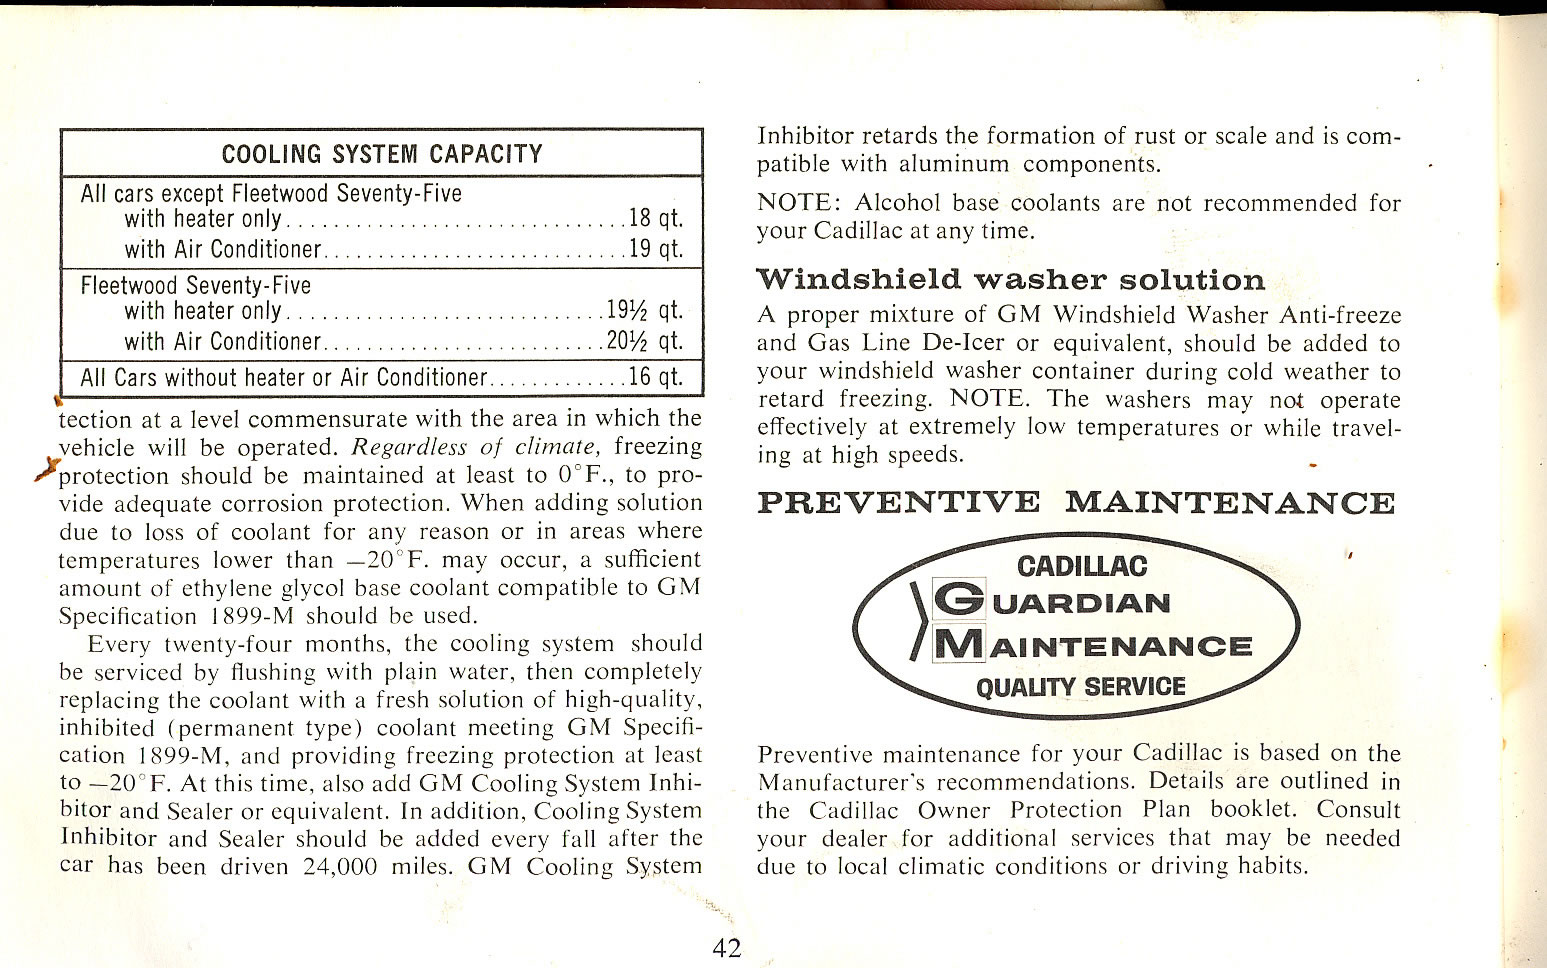 COOLING SYSTEM CAPACITY
All cars except Fleetwood Seventy-Five
with heater only.............................18 qt.
with Air Conditioner..........................19 qt.
Fleetwood Seventy-Five
with heater only...........................19½ qt.
with Air Conditioner........................20½ qt.
All Cars without heater or Air Conditioner.............16 qt.
tection at a level commensurate with the area in which the
vehicle will be operated. Regardless of climate, freezing
protection should be maintained at least to 0°F., to pro-
vide adequate corrosion protection. When adding solution
due to loss of coolant for any reason or in areas where
temperatures lower than —20°F. may occur, a sufficient
amount of ethylene glycol base coolant compatible to GM
Specification 1899-M should be used.
Every twenty-four months, the cooling system should
be serviced by flushing with plain water, then completely
replacing the coolant with a fresh solution of high-quality,
inhibited (permanent type) coolant meeting GM Specifi-
cation 1899-M, and providing freezing protection at least
to —20°F. At this time, also add GM Cooling System Inhi-
bitor and Sealer or equivalent. In addition, Cooling System
Inhibitor and Sealer should be added every fall after the
car has been driven 24,000 miles. GM Cooling System
Inhibitor retards the formation of rust or scale and is com-
patible with aluminum components.
NOTE: Alcohol base coolants are not recommended for
your Cadillac at any time.
Windshield washer solution
A proper mixture of GM Windshield Washer Anti-freeze
and Gas Line De-Icer or equivalent, should be added to
your windshield washer container during cold weather to
retard freezing. NOTE. The washers may not operate
effectively at extremely low temperatures or while travel-
ing at high speeds.
PREVENTIVE MAINTENANCE
CADILLAC
GUARDIAN
MAINTENANCE
QUALITY SERVICE
Preventive maintenance for your Cadillac is based on the
Manufacturer's recommendations. Details are outlined in
the Cadillac Owner Protection Plan booklet. Consult
your dealer for additional services that may be needed
due to local climatic conditions or driving habits.
42